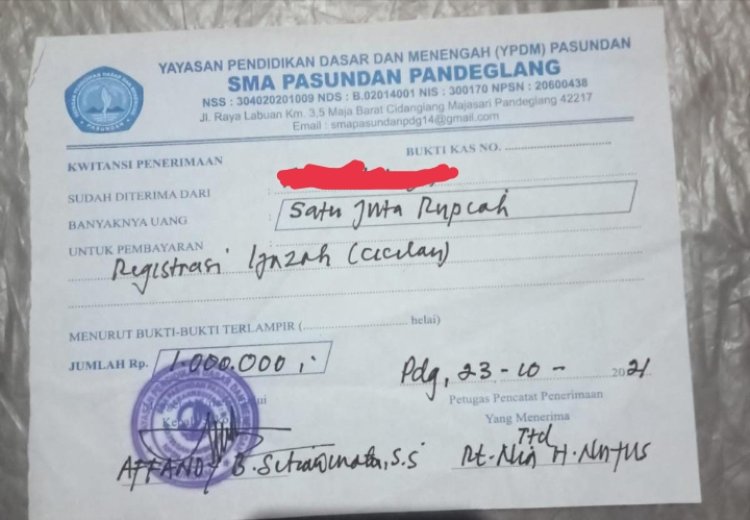 YAYASAN PENDIDIKAN DASAR DAN MENENGAH (YPDM) PASUNDAN
SMA PASUNDAN PANDEGLANG
NSS : 304020201009 NDS : B.02014001 NIS : 300170 NPSN : 20600438
Jl. Raya Labuan Km. 3,5 Maja Barat Cidangiang Majasari Pandeglang 42217
Email : smapasundanpdg14@gmail.com
KWITANSI PENERIMAAN
BUKTI KAS NO.
SUDAH DITERIMA DARI :
BANYAKNYA UANG : Satu Juta Rupiah
UNTUK PEMBAYARAN :
Registrasi Ijazah (cicilan)
MENURUT BUKTI-BUKTI TERLAMPIR (.................. helai)
JUMLAH Rp. 1.000.000,-
Pdg, 23-10-2021
Petugas Pencatat Penerimaan
Yang Menerima
Ttd
AFFANDY B. Setiawinata, S.S
Rt. Nia H.